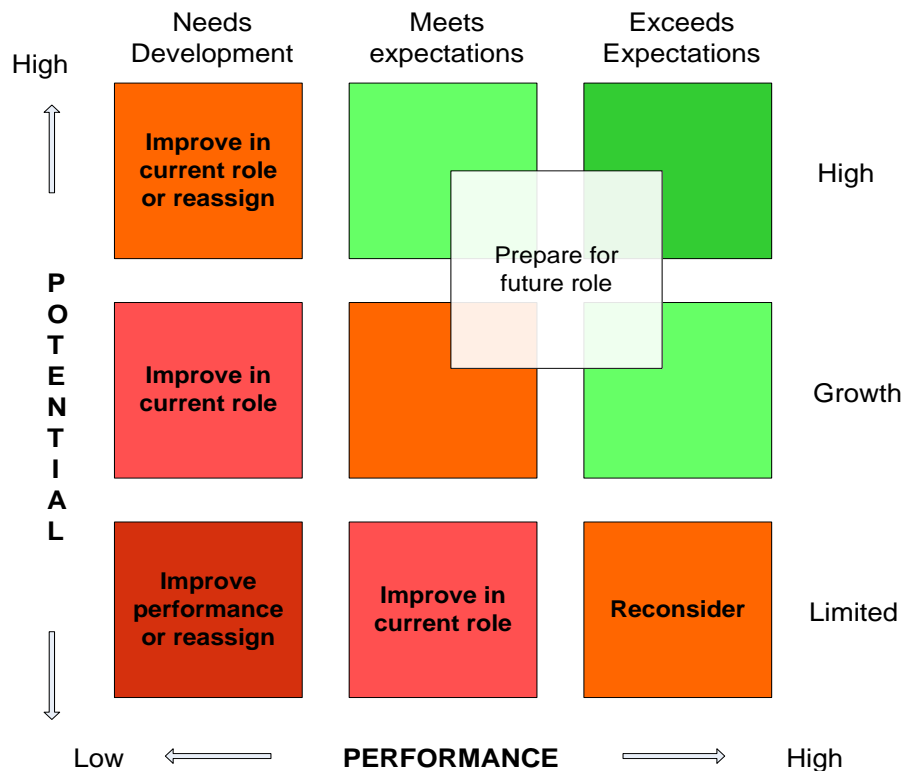 Needs
Development
Meets
expectations
Exceeds
Expectations
High
Improve in
current role
or reassign
High
Prepare for
future role
POTENTIAL
Improve in
current role
Growth
Improve
performance
or reassign
Improve in
current role
Reconsider
Limited
Low
PERFORMANCE
High